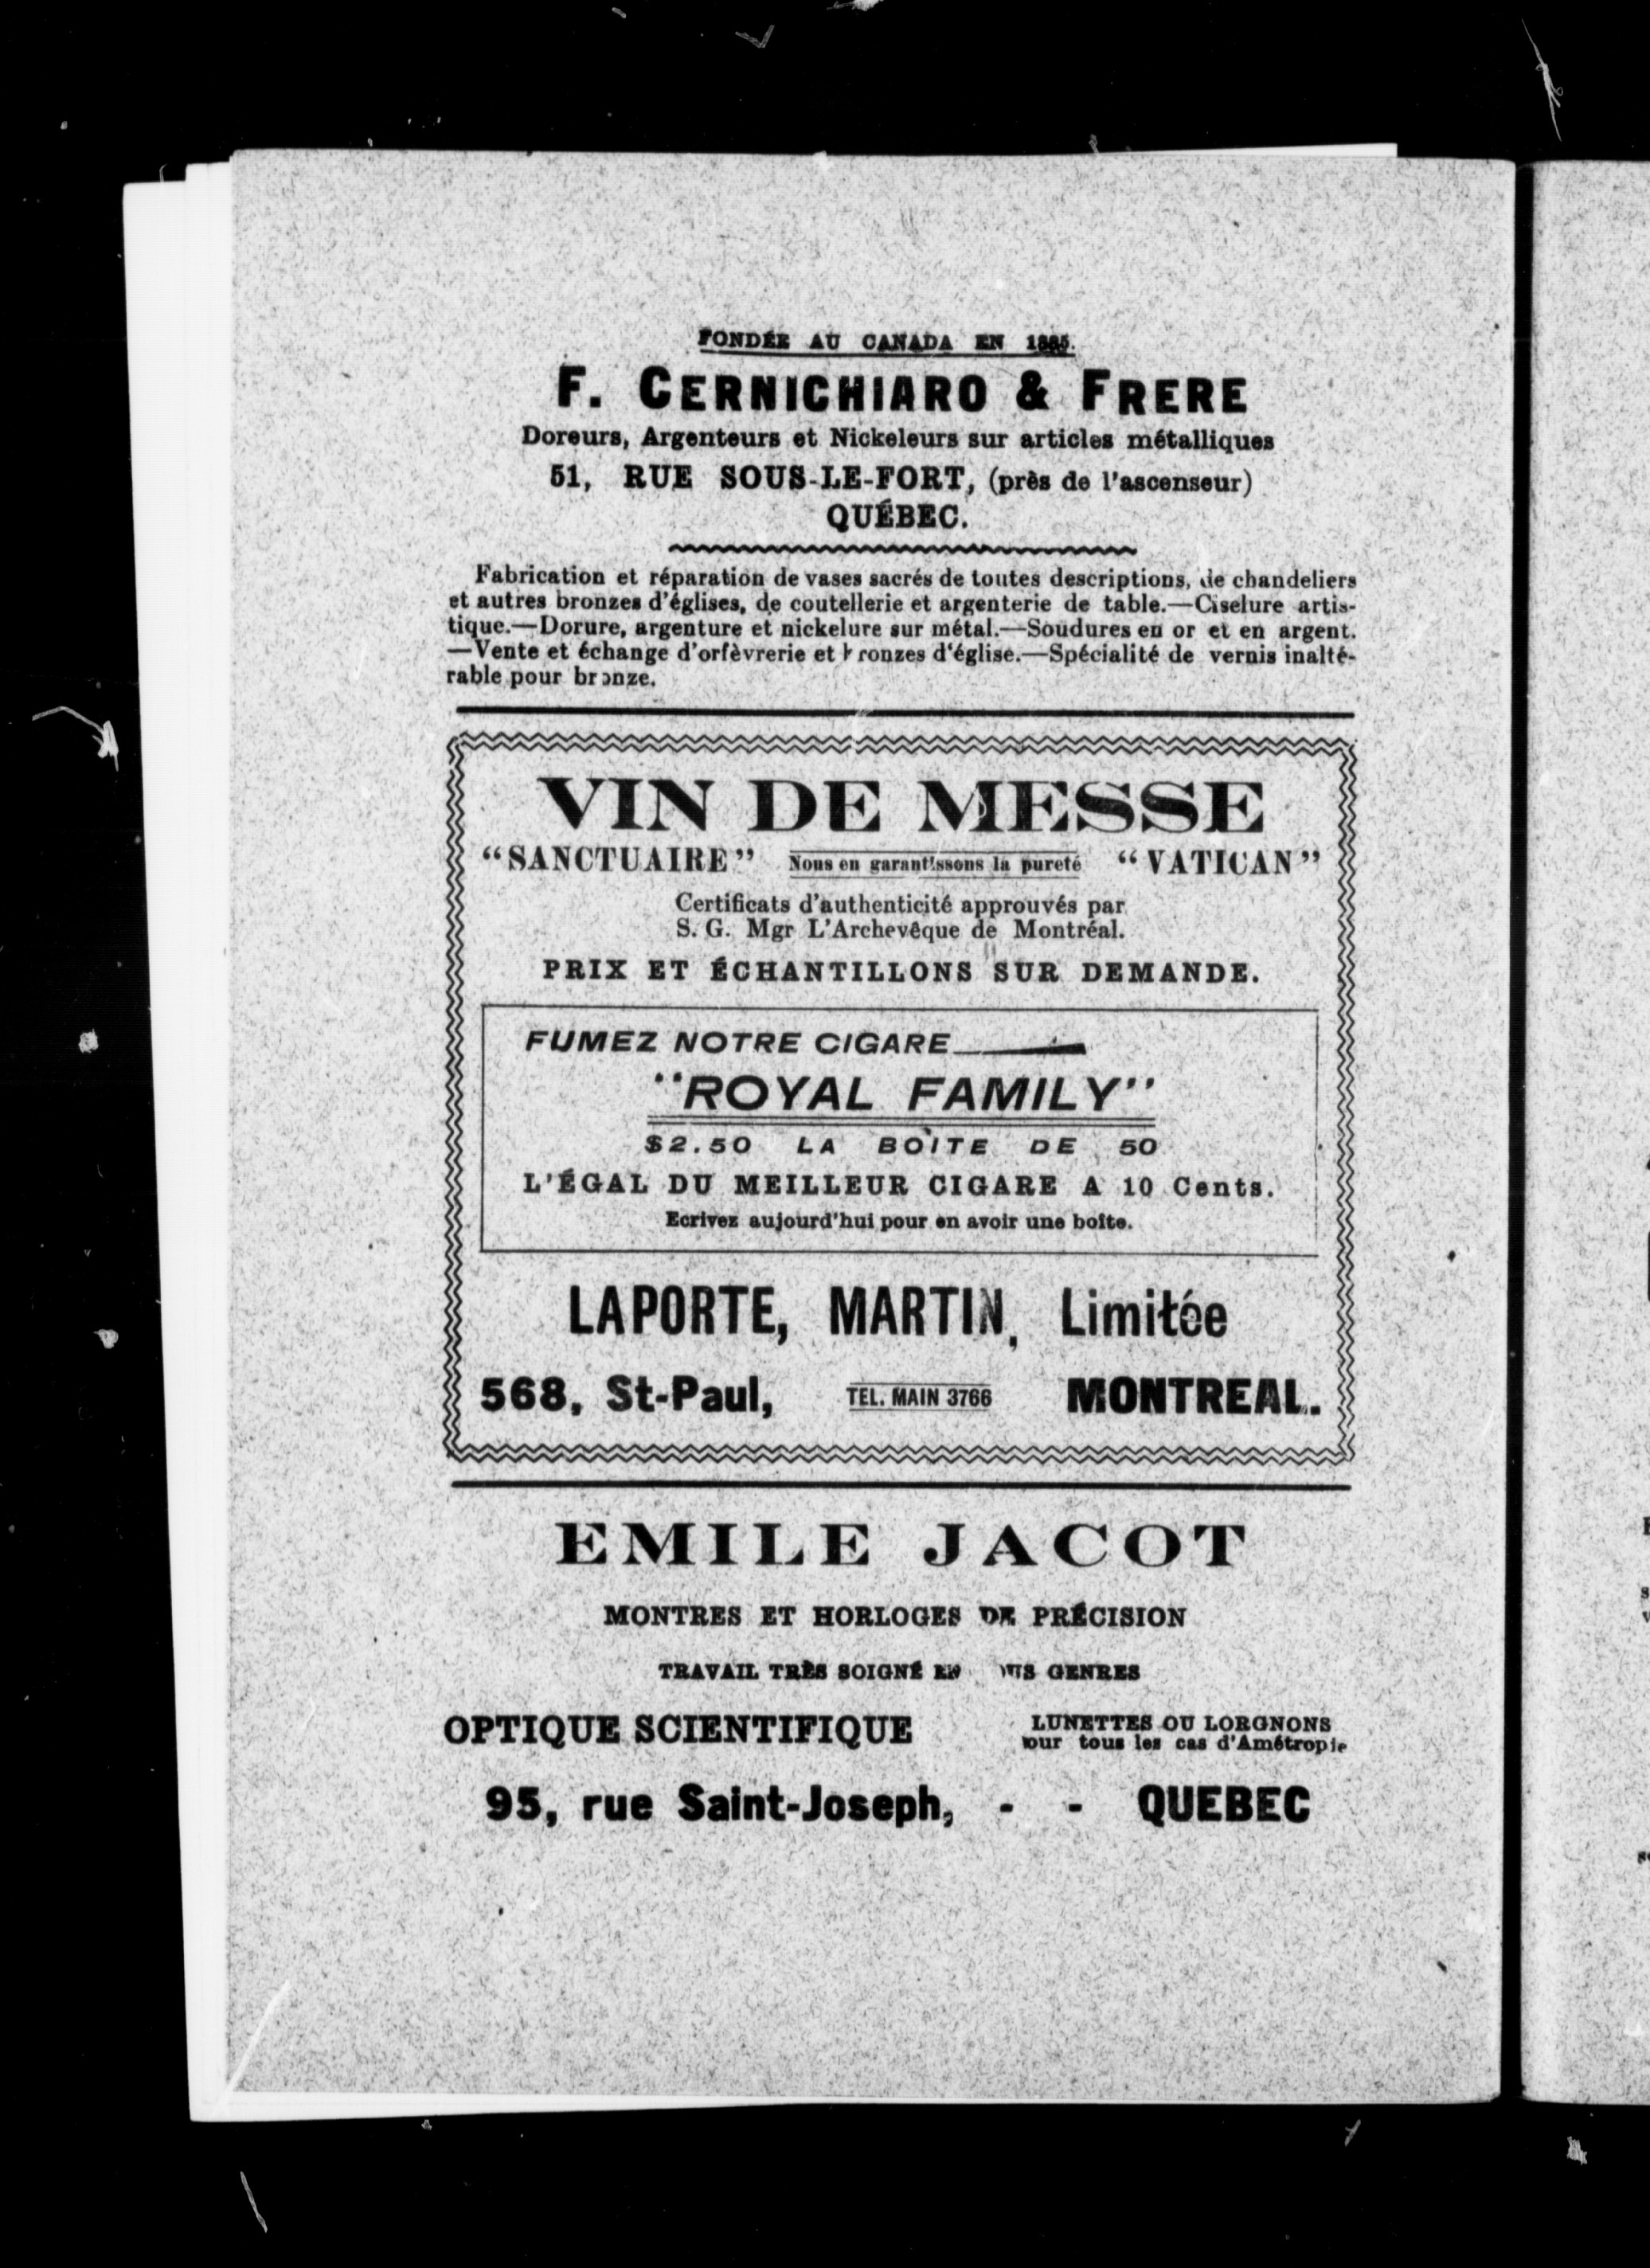 FONDÉE AU CANADA EN
F. CERNICHIARO & FRERE
Doreurs, Argenteurs et Nickeleurs sur articles métalliques
51, RUE SOUS-LE-FORT, (près de l'ascenseur)
QUÉBEC.
Fabrication et réparation de vases sacrés de toutes descriptions, de chandeliers
et autres bronzes d'églises, de coutellerie et argenterie de table.—Ciselure artis-
tique.—Dorure, argenture et nickelure sur métal.—Soudures en or et en argent.
—Vente et échange d'orfèvrerie et bronzes d'église.—Spécialité de vernis inalté-
rable pour bronze.
VIN DE MESSE
"SANCTUAIRE" Nous en garantissons la pureté "VATICAN"
Certificats d'authenticité approuvés par
S. G. Mgr L'Archevêque de Montréal.
PRIX ET ÉCHANTILLONS SUR DEMANDE.
FUMEZ NOTRE CIGARE
"ROYAL FAMILY"
$2.50 LA BOITE DE 50
L'ÉGAL DU MEILLEUR CIGARE A 10 Cents.
Ecrivez aujourd'hui pour en avoir une boîte.
LAPORTE, MARTIN, Limitée
568, St-Paul, TEL. MAIN 3766 MONTREAL.
EMILE JACOT
MONTRES ET HORLOGES DE PRÉCISION
TRAVAIL TRÈS SOIGNÉ EN GENRES
OPTIQUE SCIENTIFIQUE
LUNETTES OU LORGNONS
pour tous les cas d'Amétropie
95, rue Saint-Joseph, - - QUEBEC